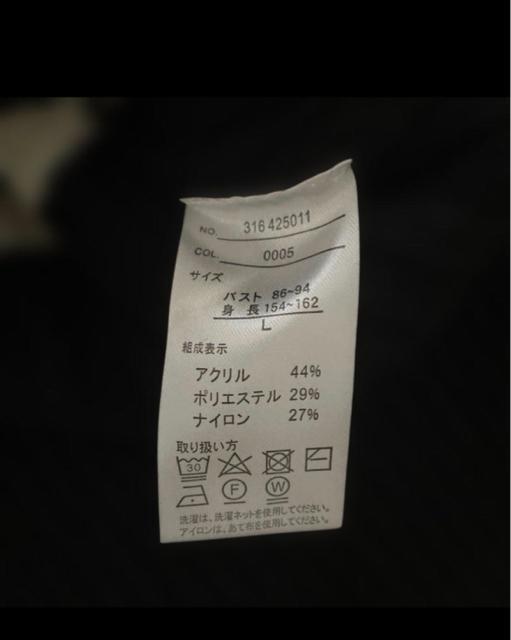 NO. 316 425011
COL. 0005
サイズ
バスト 86~94
身 長 154~162
L
組成表示
アクリル 44%
ポリエステル 29%
ナイロン 27%
取り扱い方
30
F W
洗濯は、洗濯ネットを使用してください。
アイロンは、あて布を使用してください。